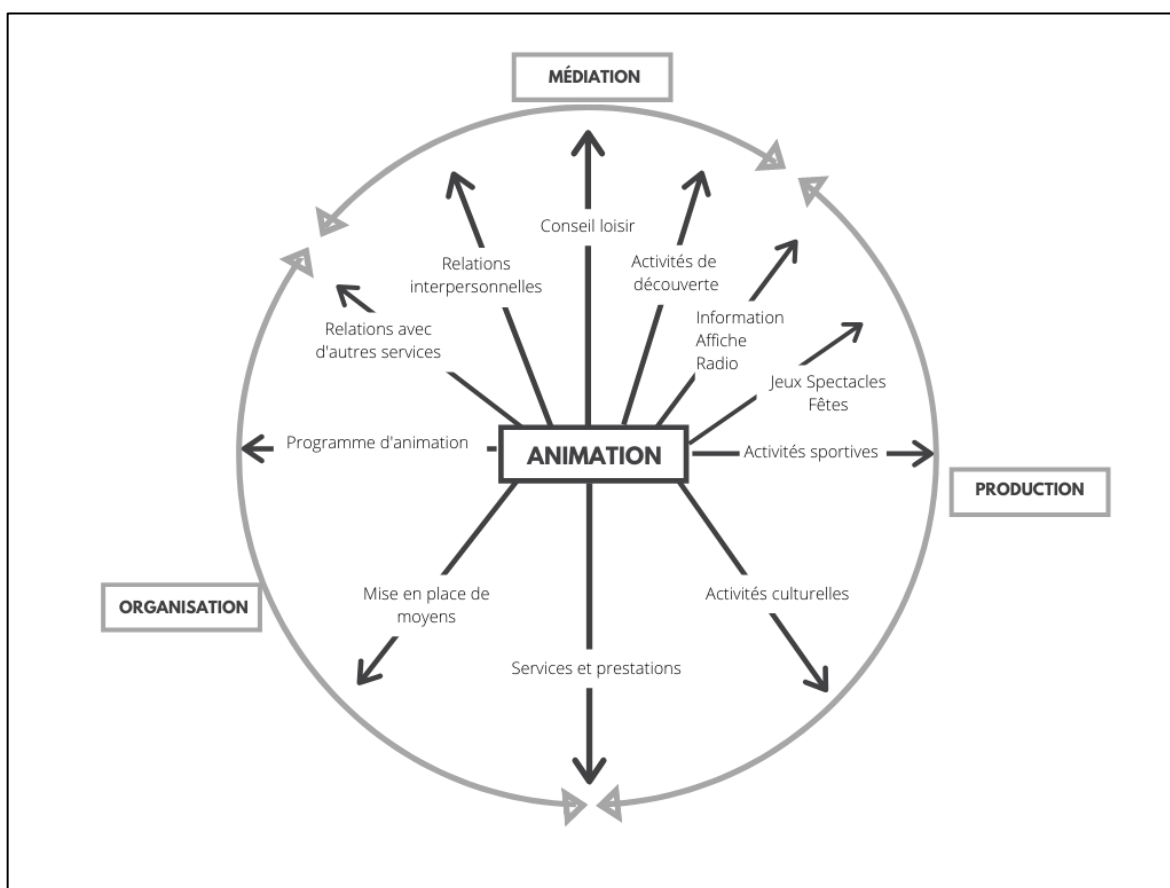 MÉDIATION
Conseil loisir
Relations
interpersonnelles
Activités de
découverte
Relations avec
d'autres services
Information
Affiche
Radio
Jeux Spectacles
Fêtes
Programme d'animation
ANIMATION
Activités sportives
PRODUCTION
ORGANISATION
Mise en place de
moyens
Activités culturelles
Services et prestations